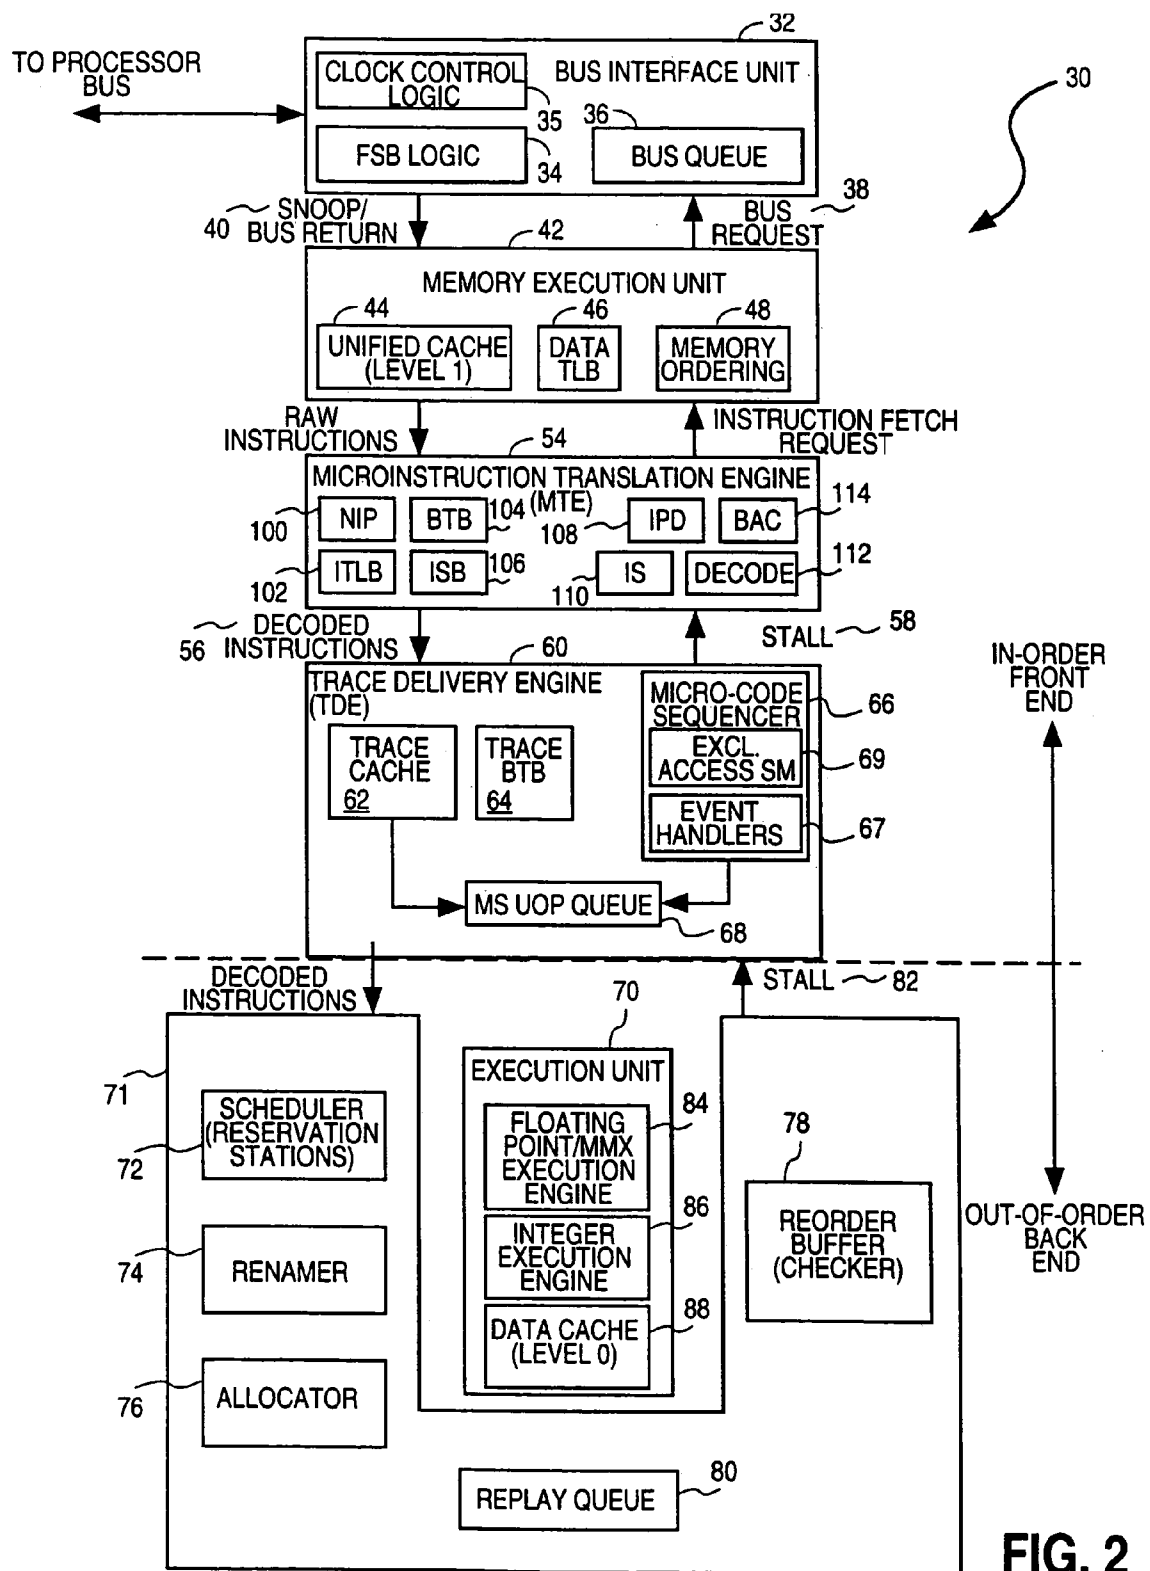 32
TO PROCESSOR
BUS
CLOCK CONTROL
LOGIC
35
BUS INTERFACE UNIT
30
36
FSB LOGIC
34
BUS QUEUE
40
SNOOP/
BUS RETURN
42
BUS
REQUEST
38
MEMORY EXECUTION UNIT
44
46
48
UNIFIED CACHE
(LEVEL 1)
DATA
TLB
MEMORY
ORDERING
RAW
INSTRUCTIONS
54
INSTRUCTION FETCH
REQUEST
MICROINSTRUCTION TRANSLATION ENGINE
(MTE)
100
NIP
BTB
104
108
IPD
BAC
114
102
ITLB
ISB
106
110
IS
DECODE
112
56
DECODED
INSTRUCTIONS
60
STALL
58
TRACE DELIVERY ENGINE
(TDE)
MICRO-CODE
SEQUENCER
66
IN-ORDER
FRONT
END
TRACE
CACHE
62
TRACE
BTB
64
EXCL.
ACCESS SM
69
EVENT
HANDLERS
67
MS UOP QUEUE
68
DECODED
INSTRUCTIONS
STALL
82
70
71
EXECUTION UNIT
SCHEDULER
(RESERVATION
STATIONS)
72
FLOATING
POINT/MMX
EXECUTION
ENGINE
84
78
INTEGER
EXECUTION
ENGINE
86
REORDER
BUFFER
(CHECKER)
OUT-OF-ORDER
BACK
END
74
RENAMER
DATA CACHE
(LEVEL 0)
88
76
ALLOCATOR
REPLAY QUEUE
80
FIG. 2